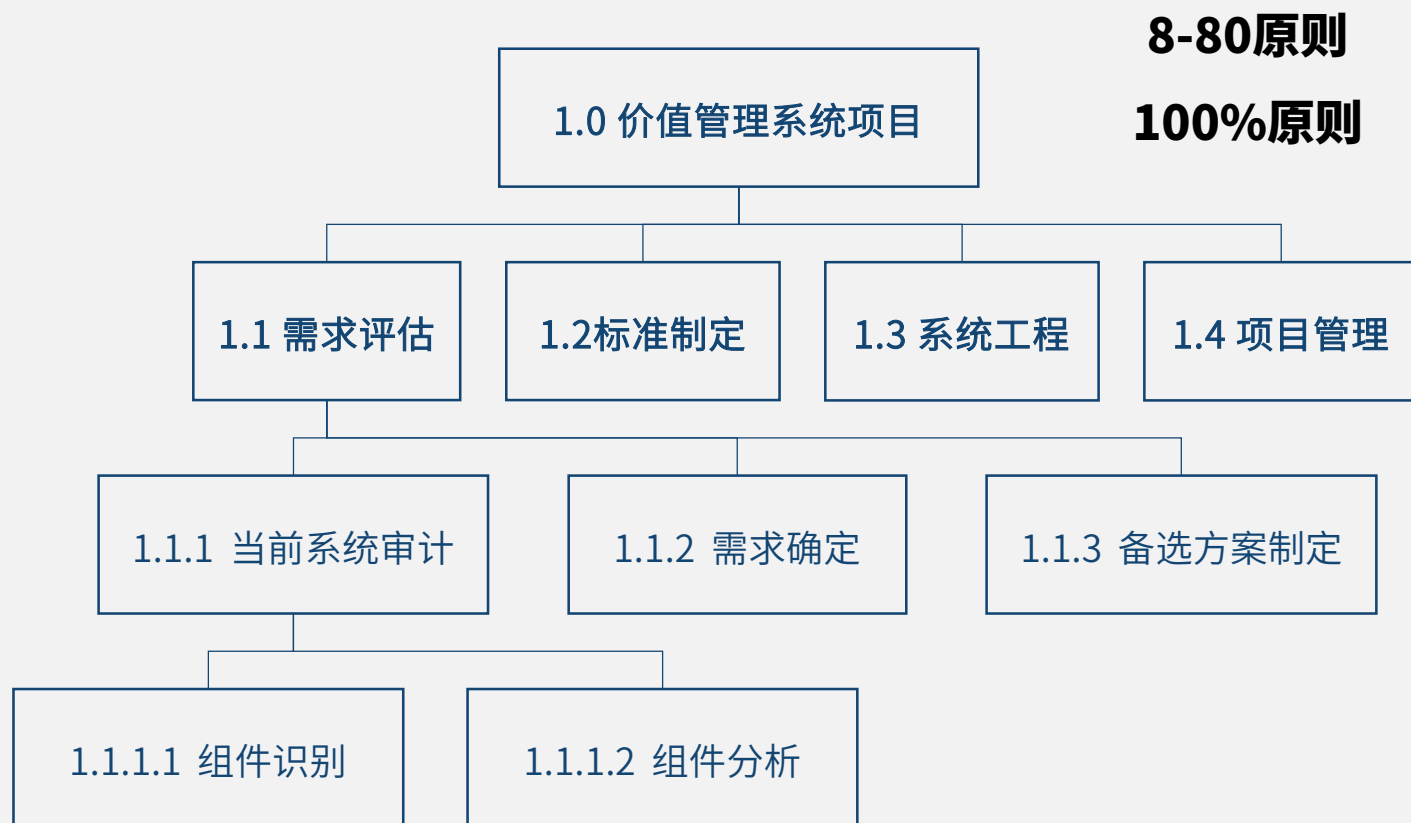 8-80原则
100%原则
1.0 价值管理系统项目
1.1 需求评估
1.2标准制定
1.3 系统工程
1.4 项目管理
1.1.1 当前系统审计
1.1.2 需求确定
1.1.3 备选方案制定
1.1.1.1 组件识别
1.1.1.2 组件分析